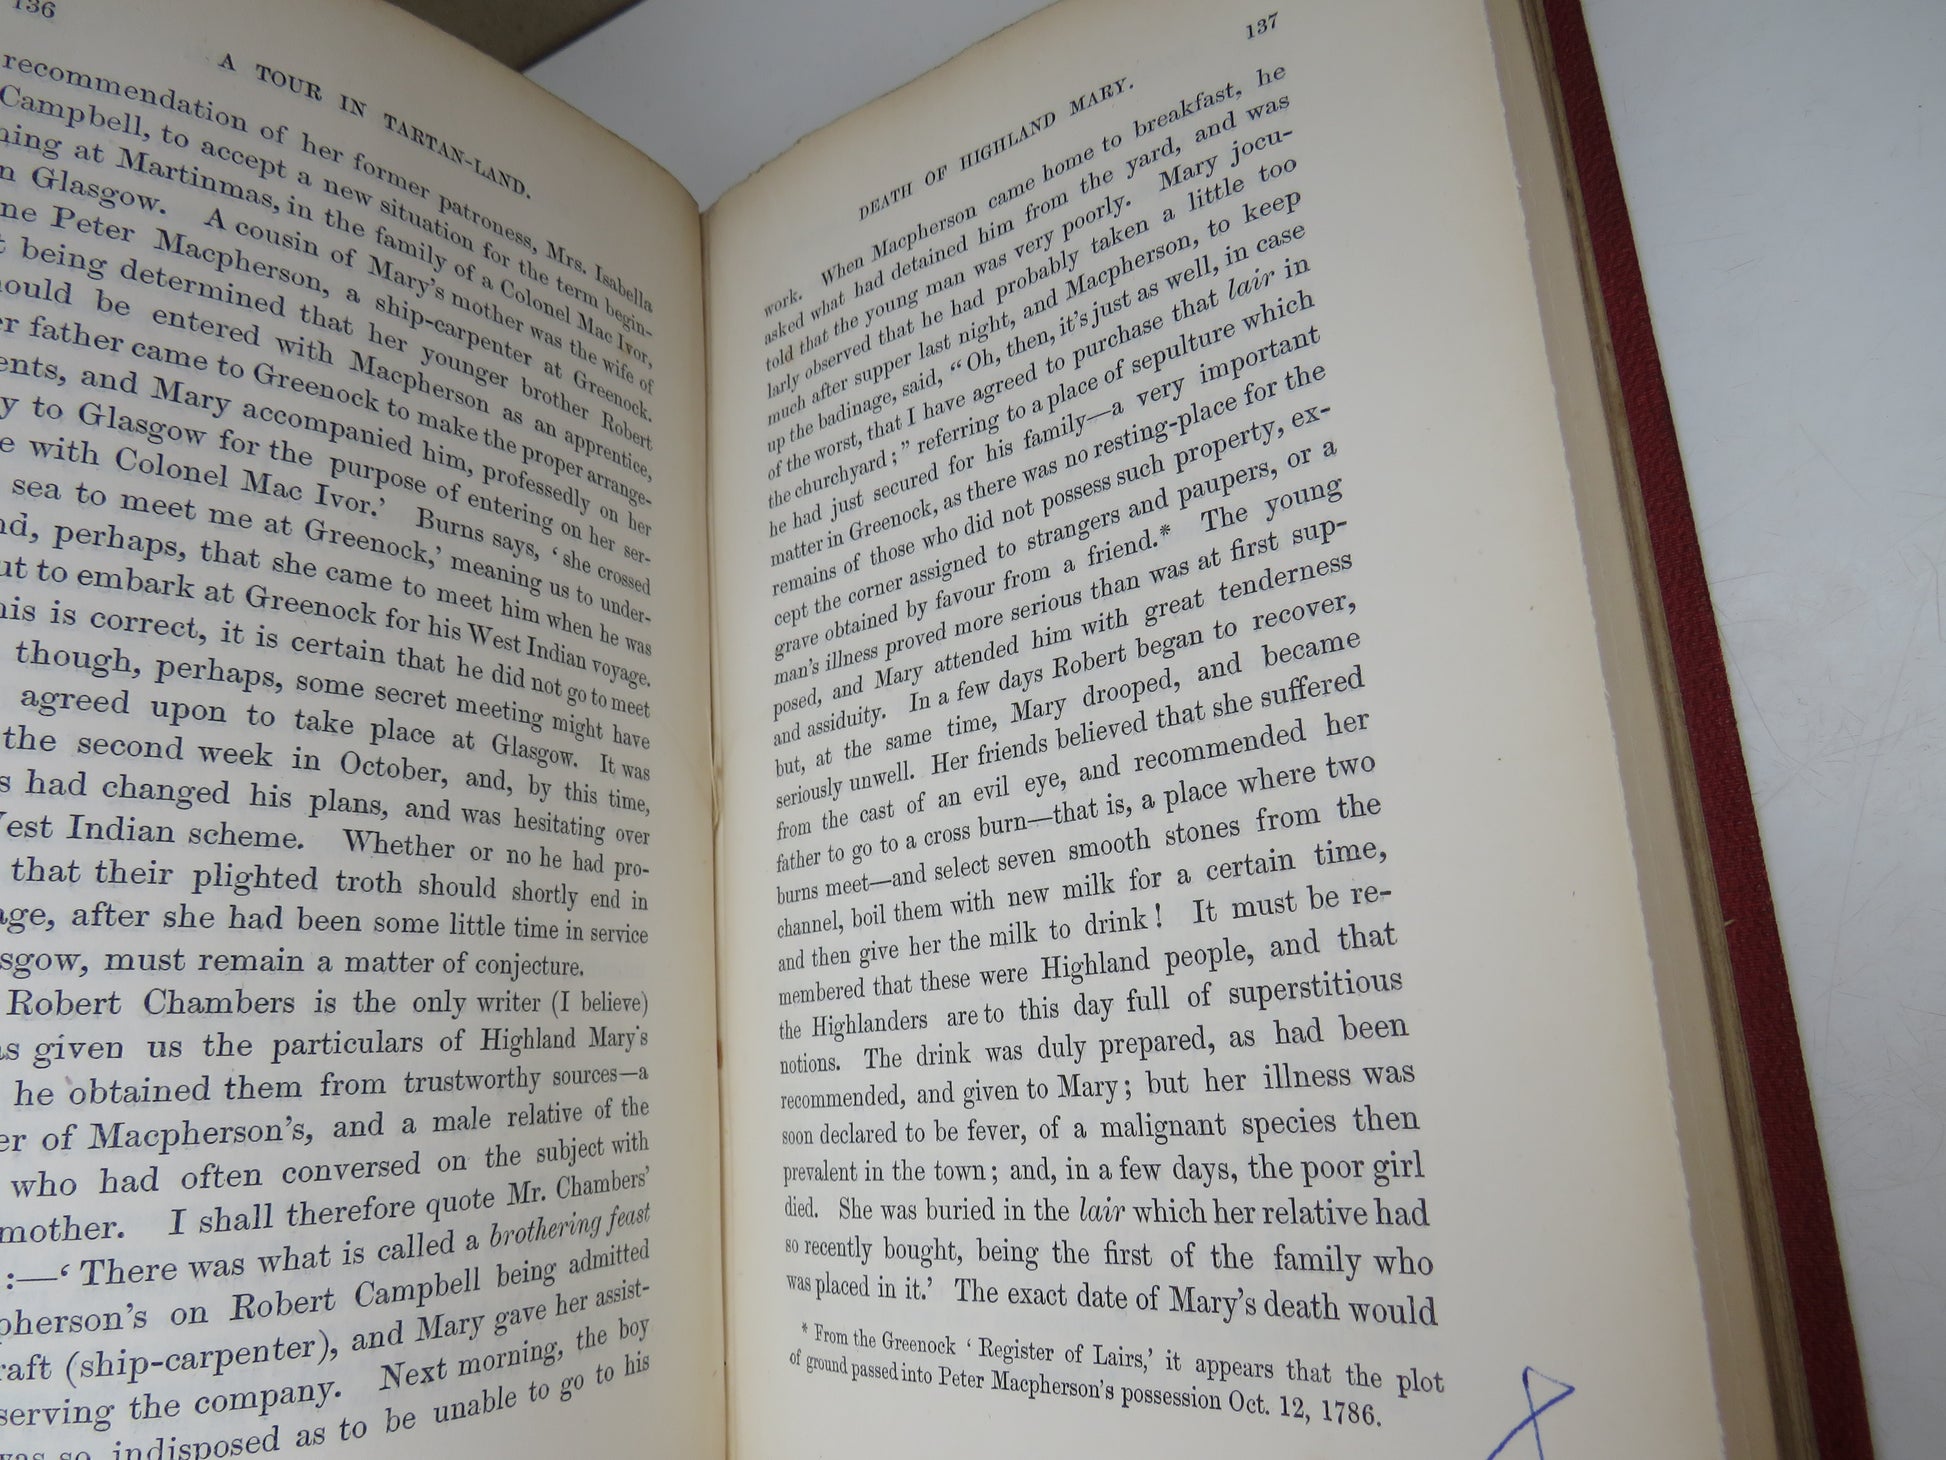 136
A TOUR IN TARTAN-LAND.
recommendation of her former patroness, Mrs. Isabella
Campbell, to accept a new situation for the term begin-
ning at Martinmas, in the family of a Colonel Mac Ivor,
n Glasgow. A cousin of Mary's mother was the wife of
ne Peter Macpherson, a ship-carpenter at Greenock.
t being determined that her younger brother Robert
hould be entered with Macpherson as an apprentice,
er father came to Greenock to make the proper arrange-
ents, and Mary accompanied him, professedly on her
y to Glasgow for the purpose of entering on her ser-
e with Colonel Mac Ivor.' Burns says, 'she crossed
sea to meet me at Greenock,' meaning us to under-
nd, perhaps, that she came to meet him when he was
ut to embark at Greenock for his West Indian voyage.
his is correct, it is certain that he did not go to meet
though, perhaps, some secret meeting might have
agreed upon to take place at Glasgow. It was
the second week in October, and, by this time,
s had changed his plans, and was hesitating over
West Indian scheme. Whether or no he had pro-
that their plighted troth should shortly end in
age, after she had been some little time in service
sgow, must remain a matter of conjecture.
Robert Chambers is the only writer (I believe)
as given us the particulars of Highland Mary's
he obtained them from trustworthy sources—a
er of Macpherson's, and a male relative of the
who had often conversed on the subject with
mother. I shall therefore quote Mr. Chambers'
:—'There was what is called a brothering feast
pherson's on Robert Campbell being admitted
raft (ship-carpenter), and Mary gave her assist-
serving the company. Next morning, the boy
was so indisposed as to be unable to go to his
137
DEATH OF HIGHLAND MARY.
work. When Macpherson came home to breakfast, he
asked what had detained him from the yard, and was
told that the young man was very poorly. Mary jocu-
larly observed that he had probably taken a little too
much after supper last night, and Macpherson, to keep
up the badinage, said, "Oh, then, it's just as well, in case
of the worst, that I have agreed to purchase that lair in
the churchyard;" referring to a place of sepulture which
he had just secured for his family—a very important
matter in Greenock, as there was no resting-place for the
remains of those who did not possess such property, ex-
cept the corner assigned to strangers and paupers, or a
grave obtained by favour from a friend.* The young
man's illness proved more serious than was at first sup-
posed, and Mary attended him with great tenderness
and assiduity. In a few days Robert began to recover,
but, at the same time, Mary drooped, and became
seriously unwell. Her friends believed that she suffered
from the cast of an evil eye, and recommended her
father to go to a cross burn—that is, a place where two
burns meet—and select seven smooth stones from the
channel, boil them with new milk for a certain time,
and then give her the milk to drink! It must be re-
membered that these were Highland people, and that
the Highlanders are to this day full of superstitious
notions. The drink was duly prepared, as had been
recommended, and given to Mary; but her illness was
soon declared to be fever, of a malignant species then
prevalent in the town; and, in a few days, the poor girl
died. She was buried in the lair which her relative had
so recently bought, being the first of the family who
was placed in it.' The exact date of Mary's death would
* From the Greenock 'Register of Lairs,' it appears that the plot
of ground passed into Peter Macpherson's possession Oct. 12, 1786.